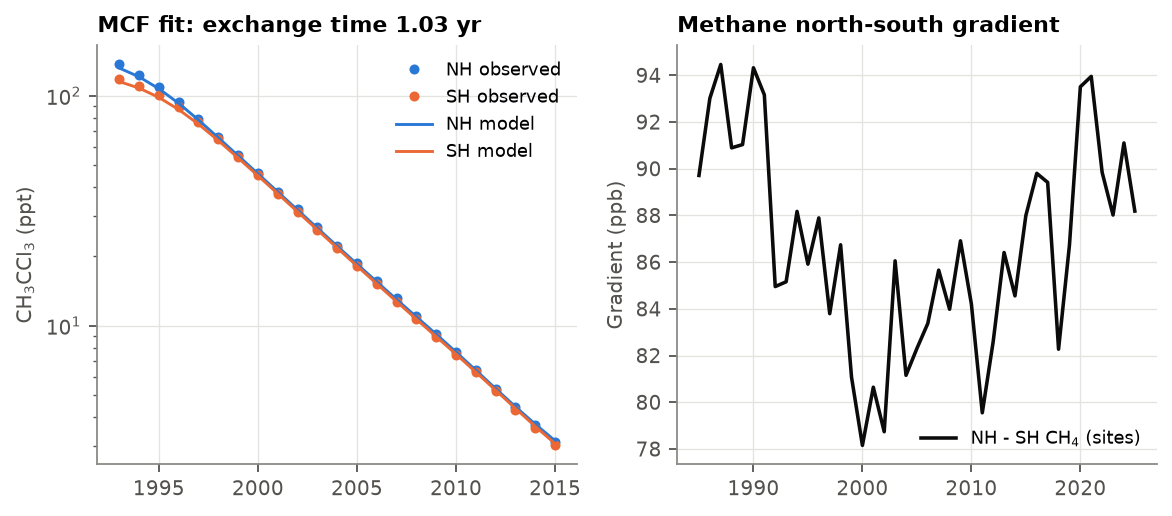 MCF fit: exchange time 1.03 yr
NH observed
SH observed
NH model
SH model
CH₃CCl₃ (ppt)
10²
10¹
1995
2000
2005
2010
2015
Methane north-south gradient
Gradient (ppb)
94
92
90
88
86
84
82
80
78
NH - SH CH₄ (sites)
1990
2000
2010
2020